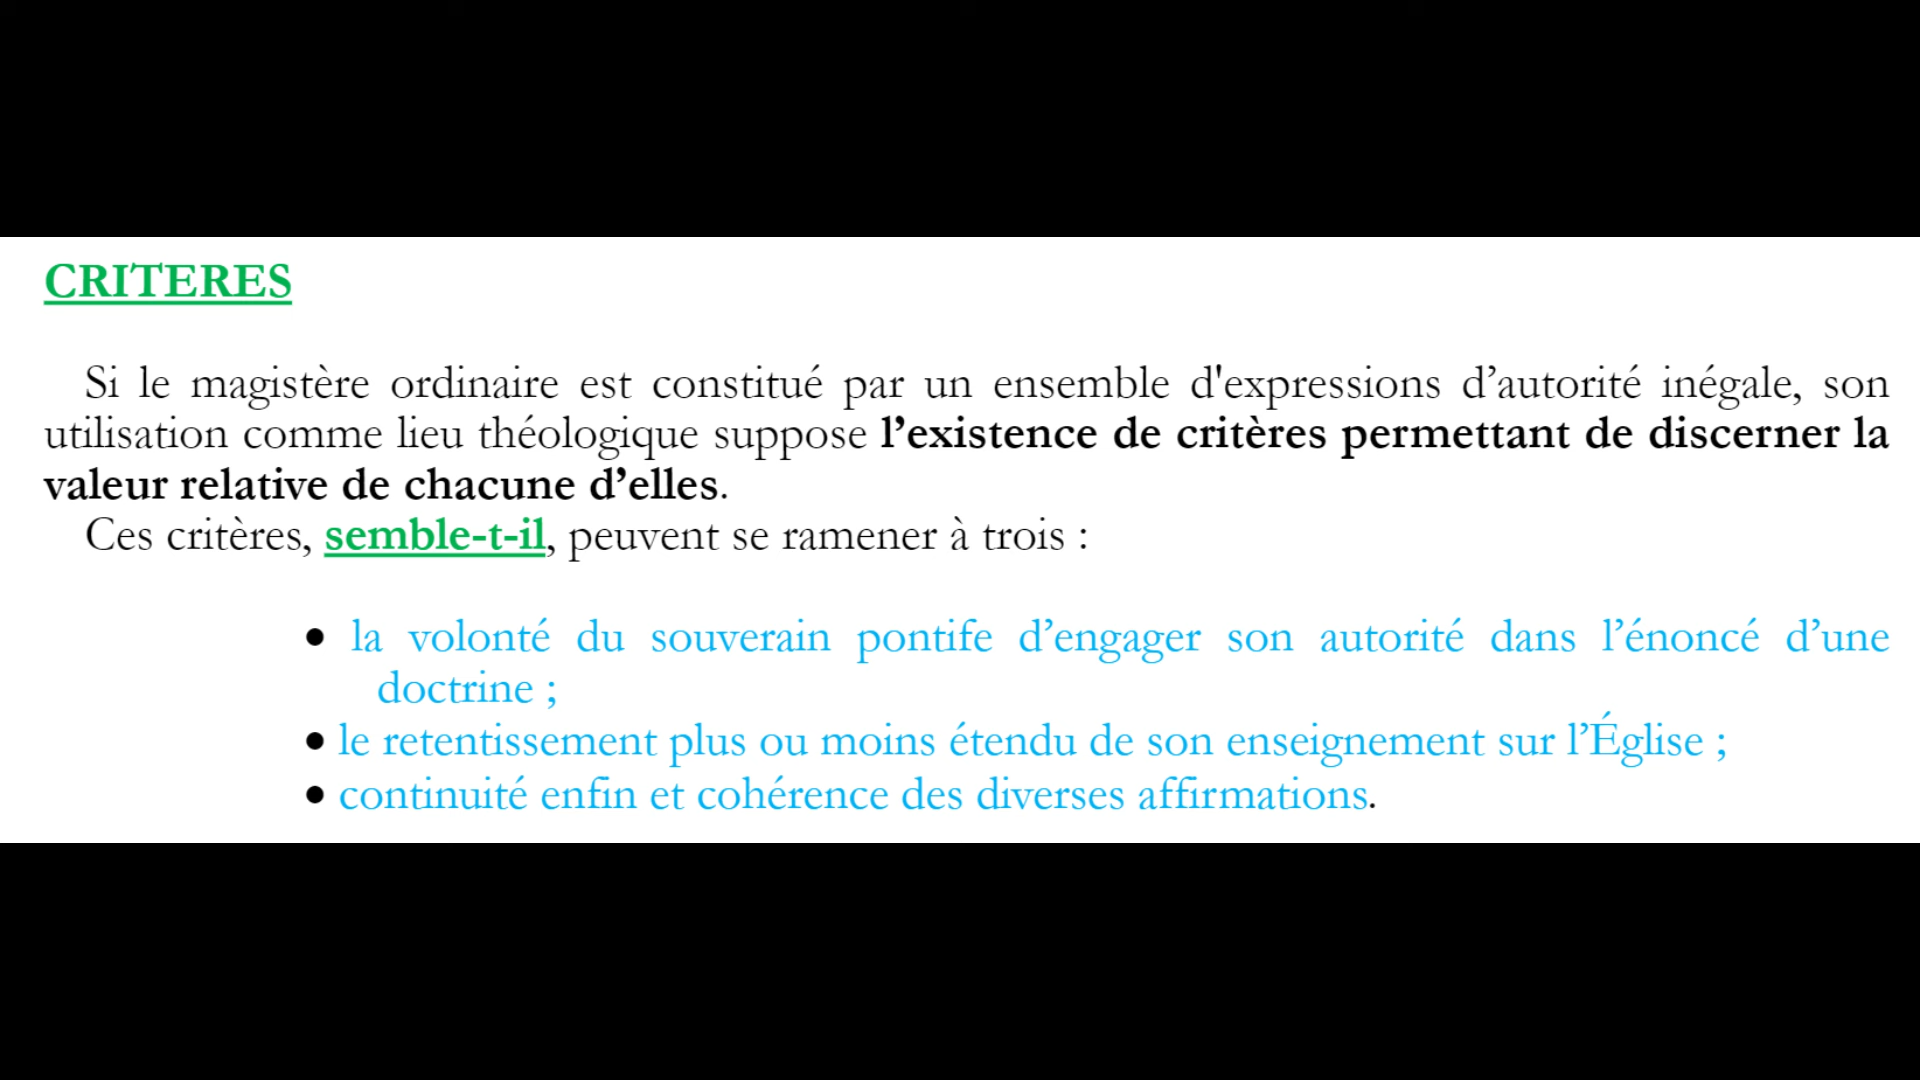 CRITERES
Si le magistère ordinaire est constitué par un ensemble d'expressions d’autorité inégale, son
utilisation comme lieu théologique suppose l’existence de critères permettant de discerner la
valeur relative de chacune d’elles.
Ces critères, semble-t-il, peuvent se ramener à trois :
• la volonté du souverain pontife d’engager son autorité dans l’énoncé d’une
doctrine ;
• le retentissement plus ou moins étendu de son enseignement sur l’Église ;
• continuité enfin et cohérence des diverses affirmations.